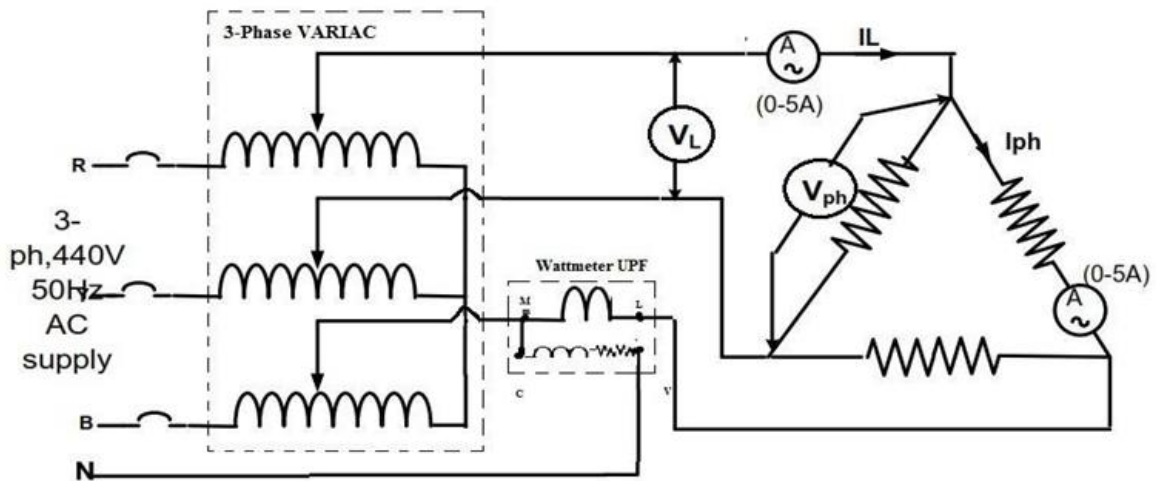 3-Phase VARIAC
A
IL
(0-5A)
VL
Iph
Vph
R
3-
ph,440V
50Hz
AC
supply
Wattmeter UPF
M
L
C
V
(0-5A)
A
B
N